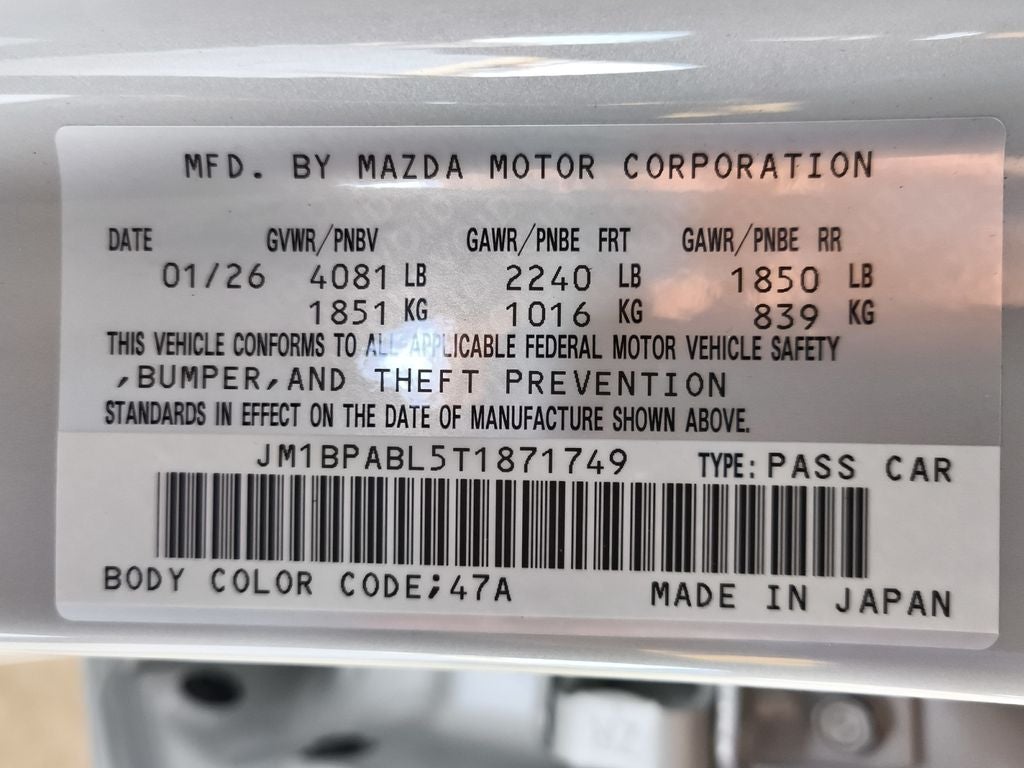 MFD. BY MAZDA MOTOR CORPORATION
DATE GVWR/PNBV GAWR/PNBE FRT GAWR/PNBE RR
01/26 4081 LB 2240 LB 1850 LB
1851 KG 1016 KG 839 KG
THIS VEHICLE CONFORMS TO ALL APPLICABLE FEDERAL MOTOR VEHICLE SAFETY
,BUMPER,AND THEFT PREVENTION
STANDARDS IN EFFECT ON THE DATE OF MANUFACTURE SHOWN ABOVE.
JM1BPABL5T1871749 TYPE: PASS CAR
BODY COLOR CODE;47A MADE IN JAPAN